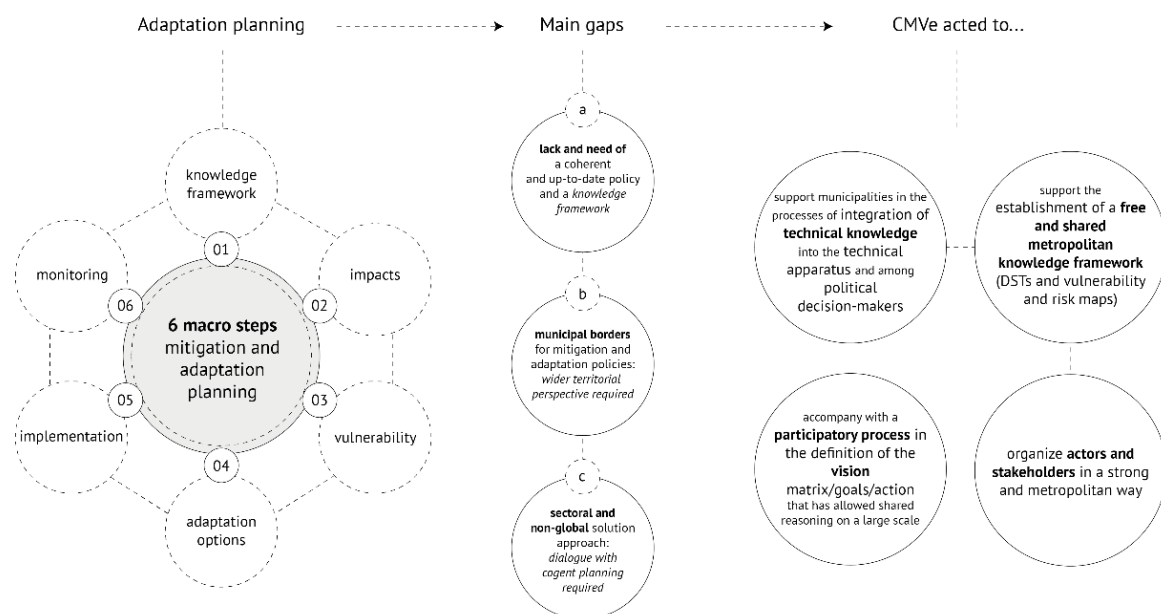 Adaptation planning
Main gaps
CMVe acted to...
knowledge
framework
01
impacts
02
03
vulnerability
04
adaptation
options
05
implementation
06
monitoring
6 macro steps
mitigation and
adaptation
planning
a
lack and need of
a coherent
and up-to-date policy
and a knowledge
framework
b
municipal borders
for mitigation and
adaptation policies:
wider territorial
perspective required
c
sectoral and
non-global solution
approach:
dialogue with
cogent planning
required
support municipalities in the
processes of integration of
technical knowledge
into the technical
apparatus and among
political
decision-makers
support the
establishment of a free
and shared
metropolitan
knowledge framework
(DSTs and vulnerability
and risk maps)
accompany with a
participatory process in
the definition of the
vision
matrix/goals/action
that has allowed shared
reasoning on a large scale
organize actors and
stakeholders in a strong
and metropolitan way